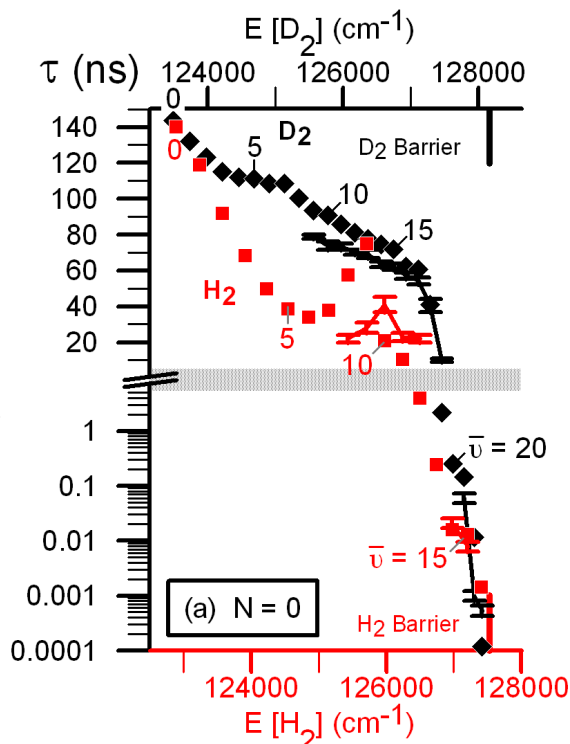 E [D2] (cm-1)
τ (ns)
124000 126000 128000
0
140
120
100
80
60
40
20
1
0.1
0.01
0.001
0.0001
D2
5
10
15
D2 Barrier
0
H2
5
10
ῡ = 20
ῡ = 15
(a) N = 0
H2 Barrier
124000 126000 128000
E [H2] (cm-1)